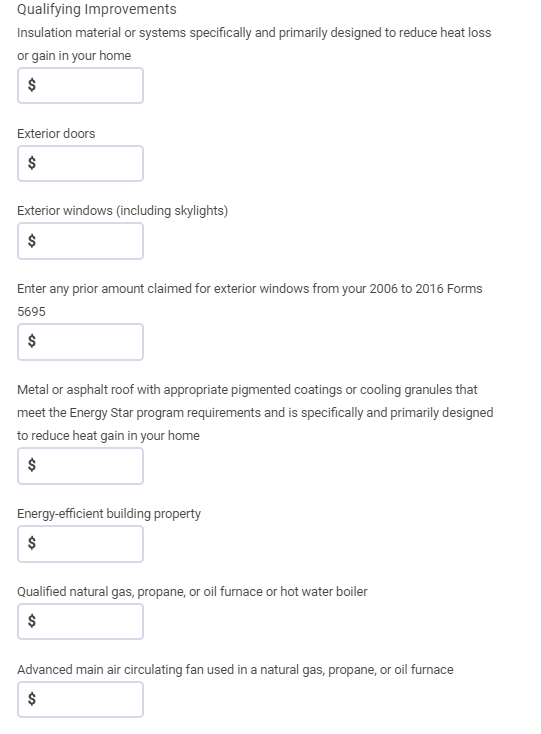 Qualifying Improvements
Insulation material or systems specifically and primarily designed to reduce heat loss
or gain in your home
$
Exterior doors
$
Exterior windows (including skylights)
$
Enter any prior amount claimed for exterior windows from your 2006 to 2016 Forms
5695
$
Metal or asphalt roof with appropriate pigmented coatings or cooling granules that
meet the Energy Star program requirements and is specifically and primarily designed
to reduce heat gain in your home
$
Energy-efficient building property
$
Qualified natural gas, propane, or oil furnace or hot water boiler
$
Advanced main air circulating fan used in a natural gas, propane, or oil furnace
$